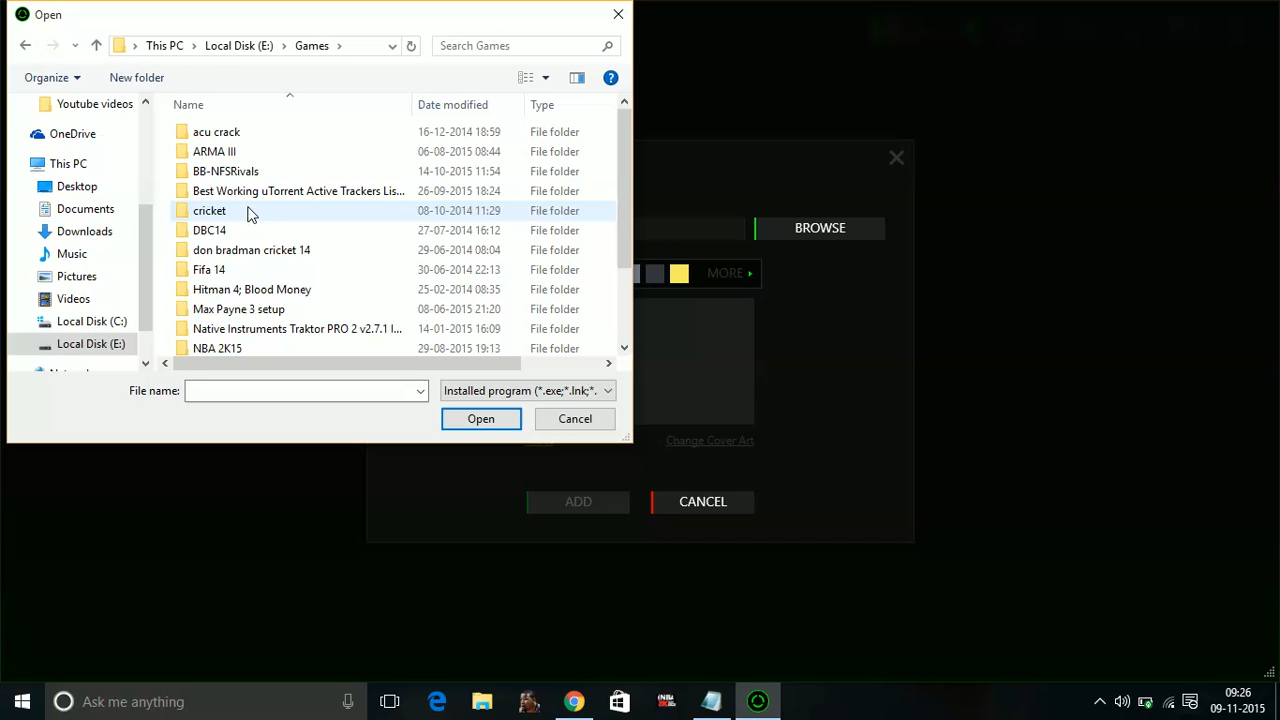 Open
This PC
Local Disk (E:)
Games
Search Games
Organize
New folder
?
Youtube videos
OneDrive
This PC
Desktop
Documents
Downloads
Music
Pictures
Videos
Local Disk (C:)
Local Disk (E:)
Name Date modified Type
acu crack 16-12-2014 18:59 File folder
ARMA III 06-08-2015 08:44 File folder
BB-NFSRivals 14-10-2015 11:54 File folder
Best Working uTorrent Active Trackers Lis... 26-09-2015 18:24 File folder
cricket 08-10-2014 11:29 File folder
DBC14 27-07-2014 16:12 File folder
don bradman cricket 14 29-06-2014 08:04 File folder
Fifa 14 30-06-2014 22:13 File folder
Hitman 4; Blood Money 25-02-2014 08:35 File folder
Max Payne 3 setup 08-06-2015 21:20 File folder
Native Instruments Traktor PRO 2 v2.7.1 I... 14-01-2015 16:09 File folder
NBA 2K15 29-08-2015 19:13 File folder
File name:
Installed program (*.exe;*.lnk;*.
Open
Cancel
BROWSE
MORE
Change Cover Art
ADD
CANCEL
Ask me anything
09:26
09-11-2015